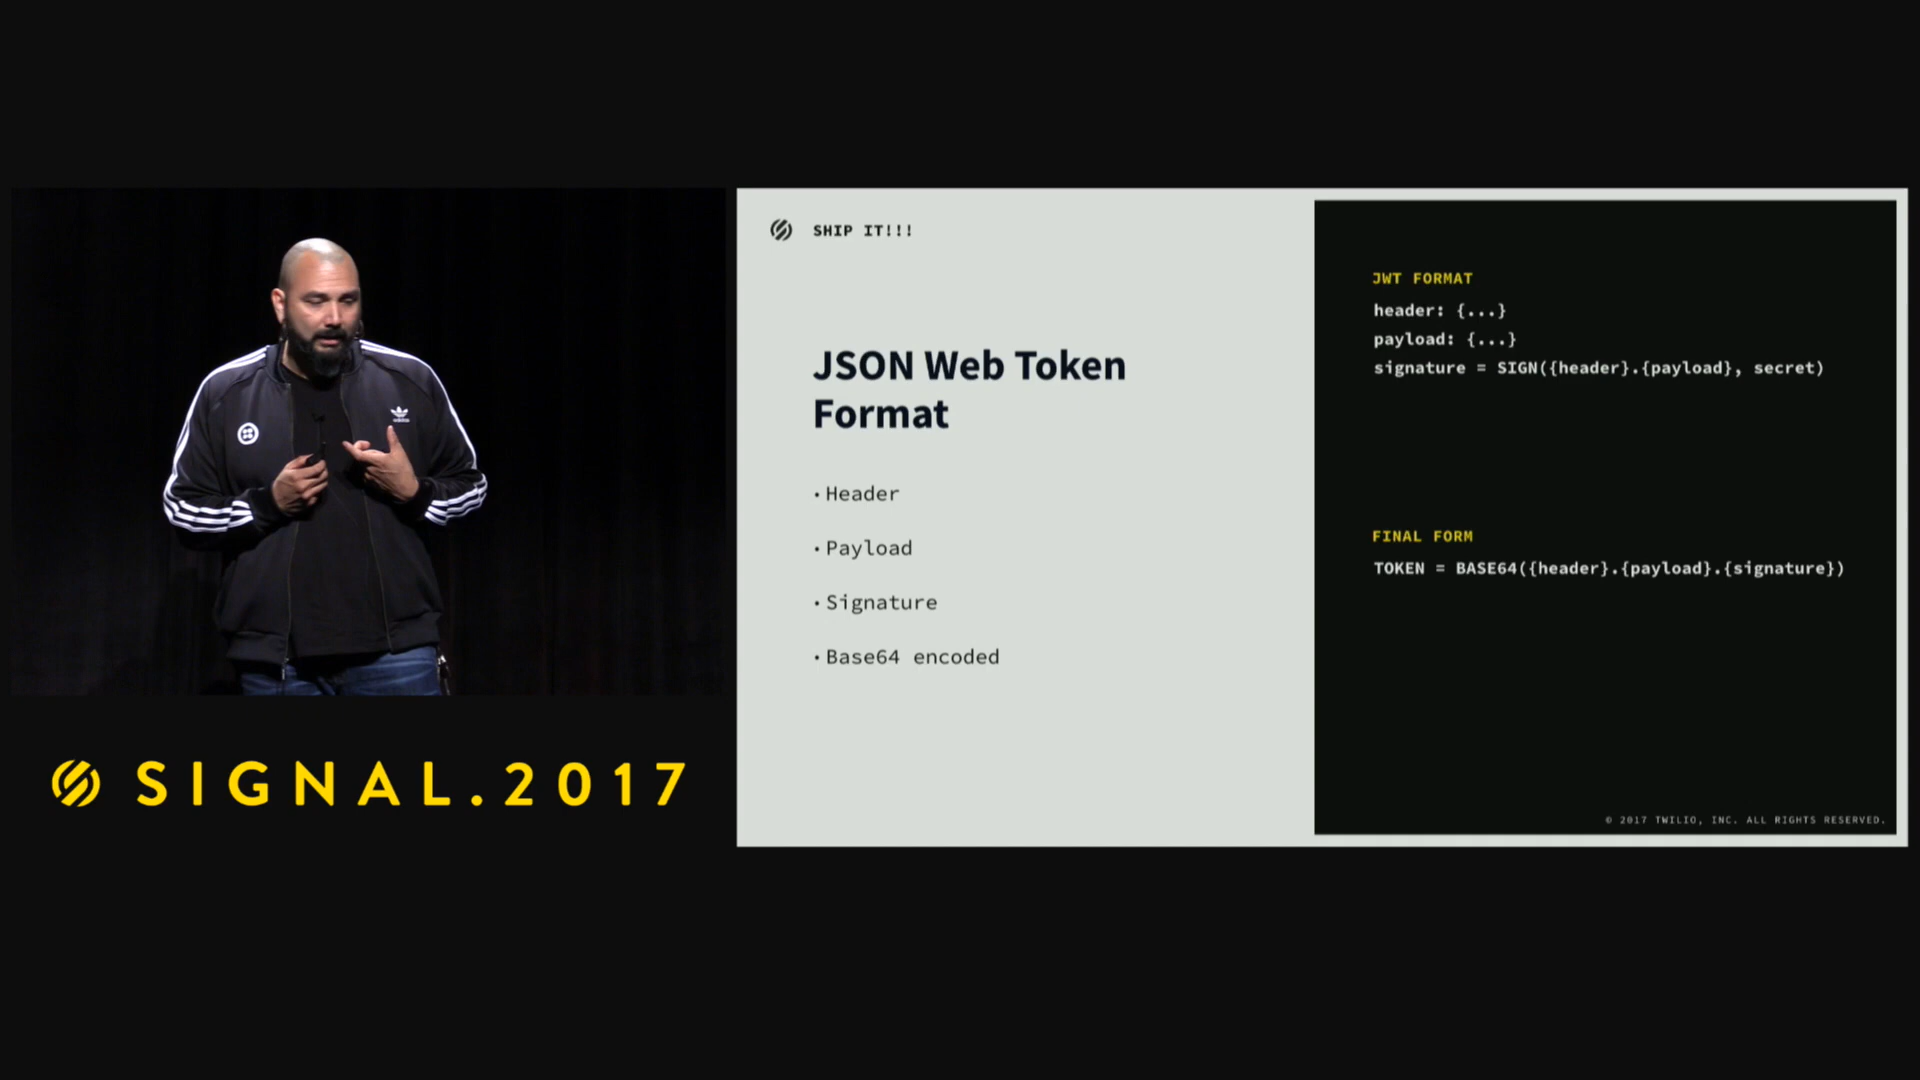 adidas
SIGNAL.2017
SHIP IT!!!
JSON Web Token
Format
• Header
• Payload
• Signature
• Base64 encoded
JWT FORMAT
header: {...}
payload: {...}
signature = SIGN({header}.{payload}, secret)
FINAL FORM
TOKEN = BASE64({header}.{payload}.{signature})
© 2017 TWILIO, INC. ALL RIGHTS RESERVED.